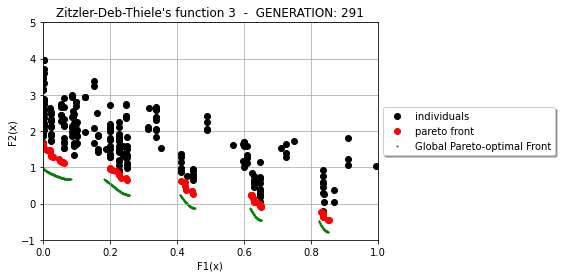 Zitzler-Deb-Thiele's function 3 - GENERATION: 291
5
4
3
2
1
0
−1
F2(x)
0.0 0.2 0.4 0.6 0.8 1.0
F1(x)
individuals
pareto front
Global Pareto-optimal Front